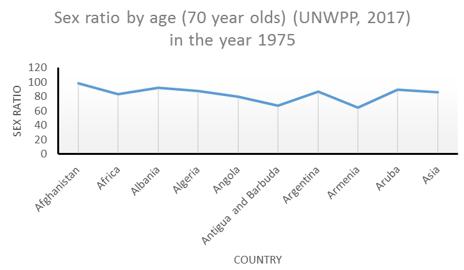 Sex ratio by age (70 year olds) (UNWPP, 2017)
in the year 1975
SEX RATIO
120
100
80
60
40
20
0
Afghanistan
Africa
Albania
Algeria
Angola
Antigua and Barbuda
Argentina
Armenia
Aruba
Asia
COUNTRY